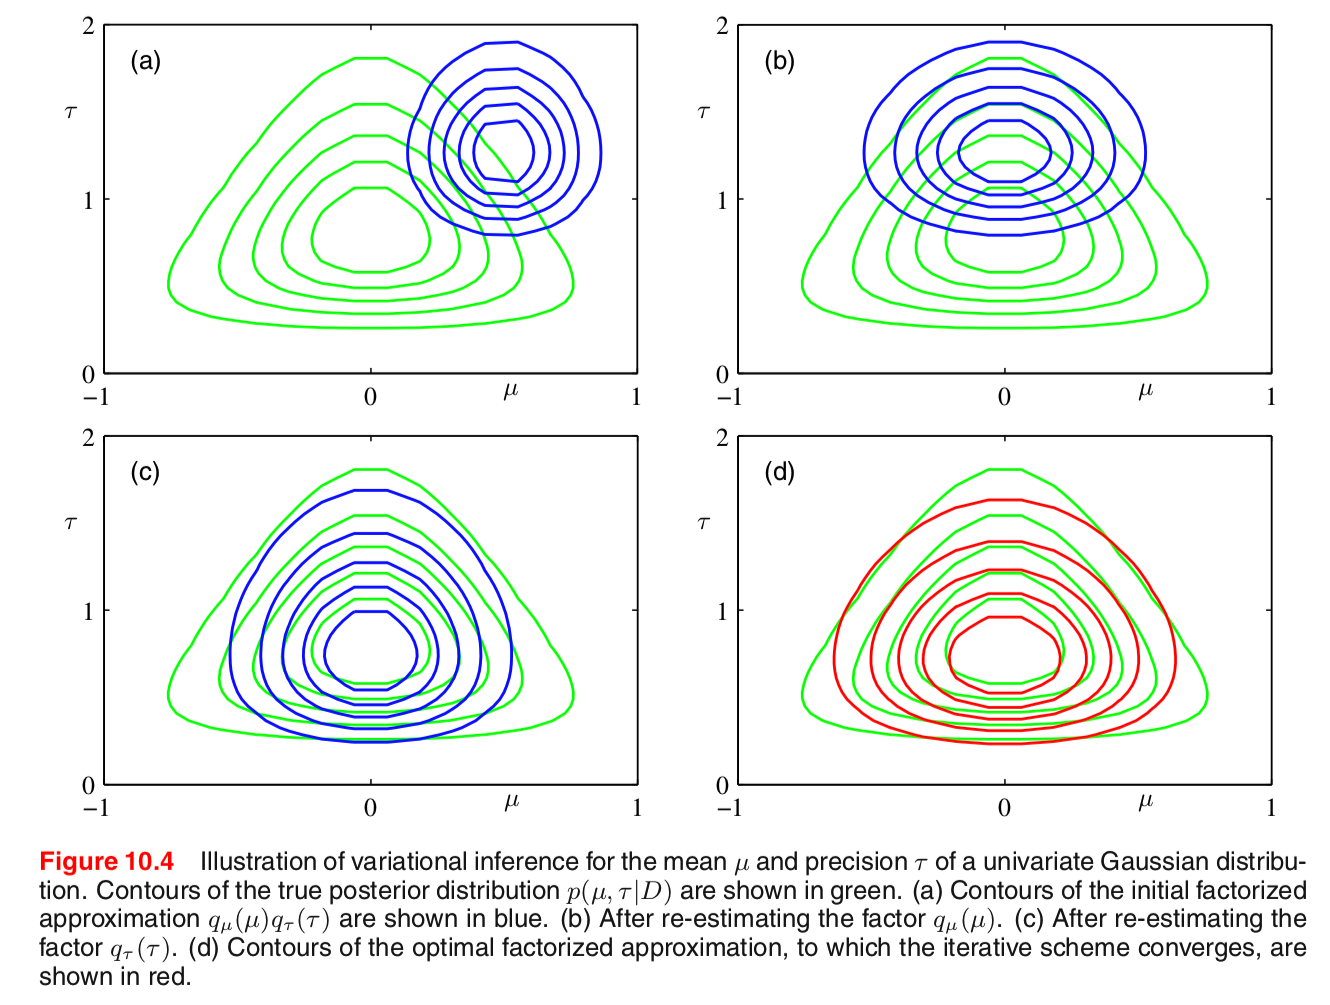 2
(a)
τ
1
0
−1
0
μ
1
2
(b)
τ
1
0
−1
0
μ
1
2
(c)
τ
1
0
−1
0
μ
1
2
(d)
τ
1
0
−1
0
μ
1
Figure 10.4 Illustration of variational inference for the mean μ and precision τ of a univariate Gaussian distribu-
tion. Contours of the true posterior distribution p(μ, τ|D) are shown in green. (a) Contours of the initial factorized
approximation qμ(μ)qτ(τ) are shown in blue. (b) After re-estimating the factor qμ(μ). (c) After re-estimating the
factor qτ(τ). (d) Contours of the optimal factorized approximation, to which the iterative scheme converges, are
shown in red.